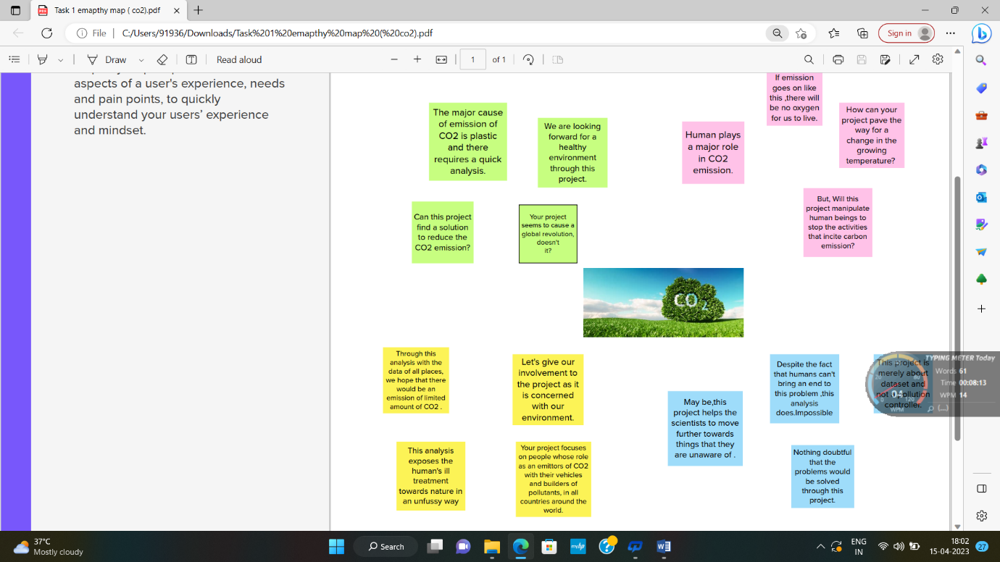 Task 1 emapthy map ( co2).pdf
File
C:/Users/91936/Downloads/Task%201%20emapthy%20map%20(%20co2).pdf
Sign in
Draw
Read aloud
1
of 1
aspects of a user's experience, needs
and pain points, to quickly
understand your users' experience
and mindset.
The major cause
of emission of
CO2 is plastic
and there
requires a quick
analysis.
We are looking
forward for a
healthy
environment
through this
project.
Human plays
a major role
in CO2
emission.
If emission
goes on like
this ,there will
be no oxygen
for us to live.
How can your
project pave the
way for a
change in the
growing
temperature?
Can this project
find a solution
to reduce the
CO2 emission?
Your project
seems to cause a
global revolution,
doesn't
it?
But, Will this
project manipulate
human beings to
stop the activities
that incite carbon
emission?
CO2
Through this
analysis with the
data of all places,
we hope that there
would be an
emission of limited
amount of CO2 .
Let's give our
involvement to
the project as it
is concerned
with our
environment.
May be,this
project helps the
scientists to move
further towards
things that they
are unaware of .
Despite the fact
that humans can't
bring an end to
this problem ,this
analysis
does.Impossible
This project is
merely about
dataset and
not a pollution
controller.
TYPING METER Today
Words 61
Time 00:08:13
WPM 14
04
WPM
20
80
0
120
(...)
This analysis
exposes the
human's ill
treatment
towards nature in
an unfussy way
Your project focuses
on people whose role
as an emittors of CO2
with their vehicles
and builders of
pollutants, in all
countries around the
world.
Nothing doubtful
that the
problems would
be solved
through this
project.
37°C
Mostly cloudy
Search
myhp
ENG
IN
18:02
15-04-2023
27